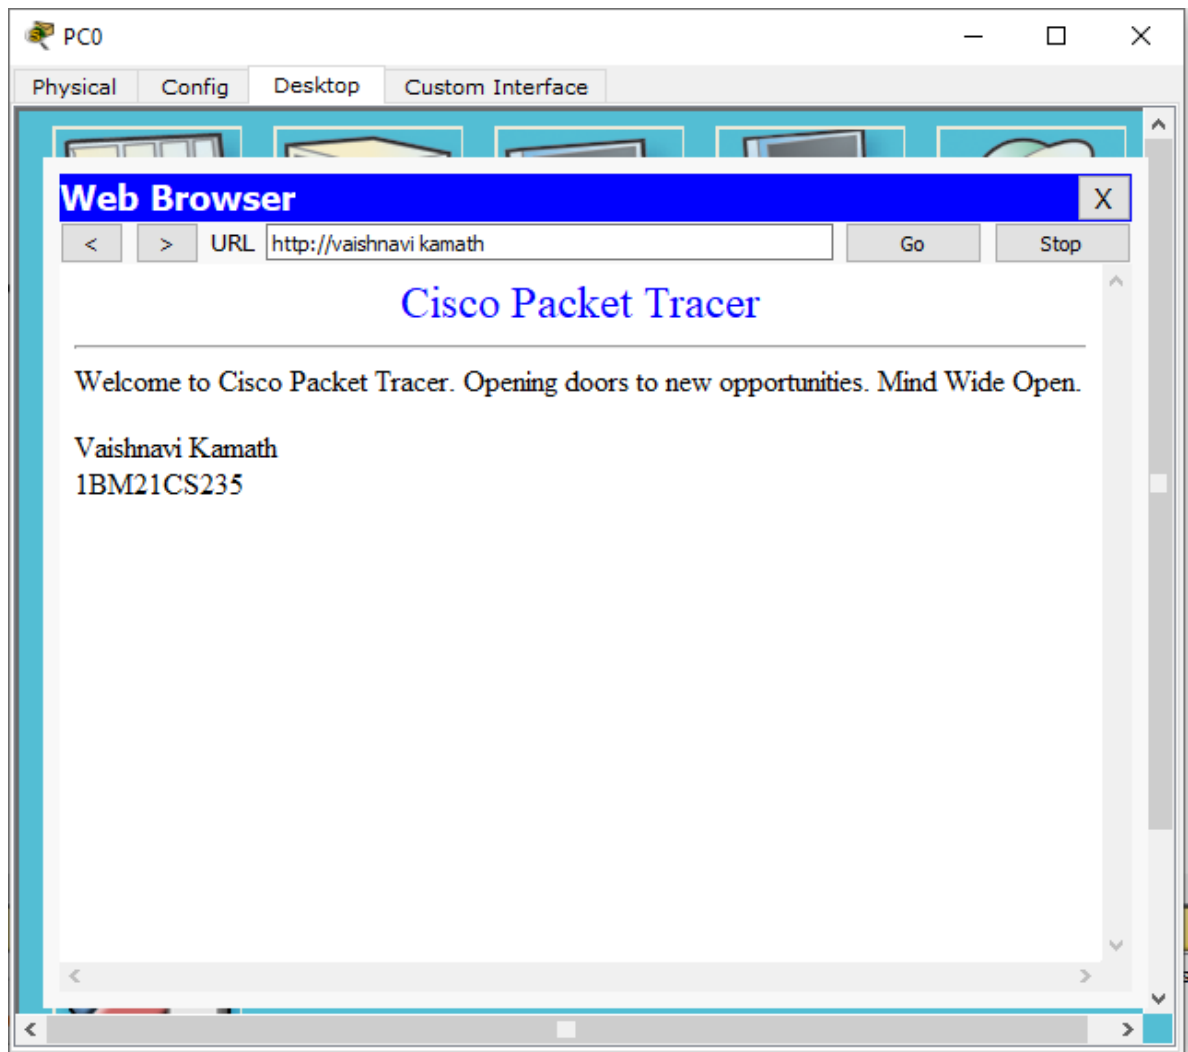 PC0
Physical Config Desktop Custom Interface
Web Browser X
< > URL http://vaishnavi kamath Go Stop
Cisco Packet Tracer
Welcome to Cisco Packet Tracer. Opening doors to new opportunities. Mind Wide Open.
Vaishnavi Kamath
1BM21CS235